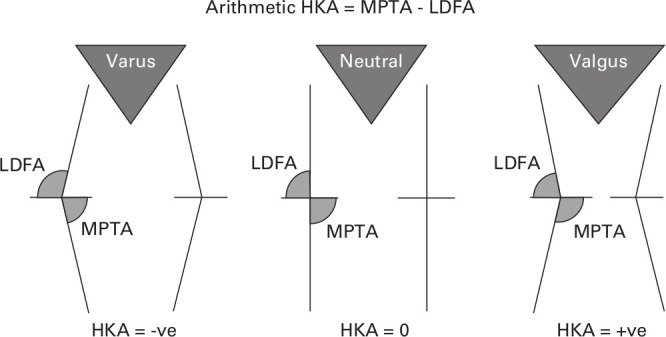 Arithmetic HKA = MPTA - LDFA
Varus
Neutral
Valgus
LDFA
MPTA
LDFA
MPTA
LDFA
MPTA
HKA = -ve
HKA = 0
HKA = +ve